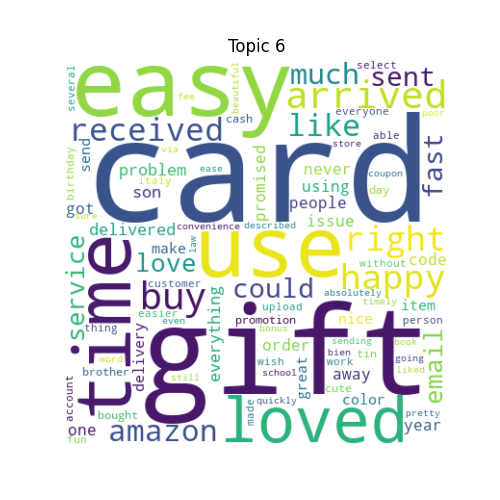 Topic 6
several
easy
fee
beautiful
cash
much
select
sent
arrived
everyone
poor
received
like
store
able
send
birthday
problem
via
ease
card
promised
never
coupon
fast
italy
son
using
day
got
people
sure
delivered
convenience
described
issue
right
code
without
service
time
make
love
law
use
happy
customer
buy
could
absolutely
timely
easier
everything
upload
item
thing
even
delivery
promotion
nice
person
gift
bonus
order
tin
sending
book
email
word
wish
work
bien
going
brother
still
school
great
away
liked
account
cute
bought
made
quickly
color
pretty
one
amazon
loved
year
fun